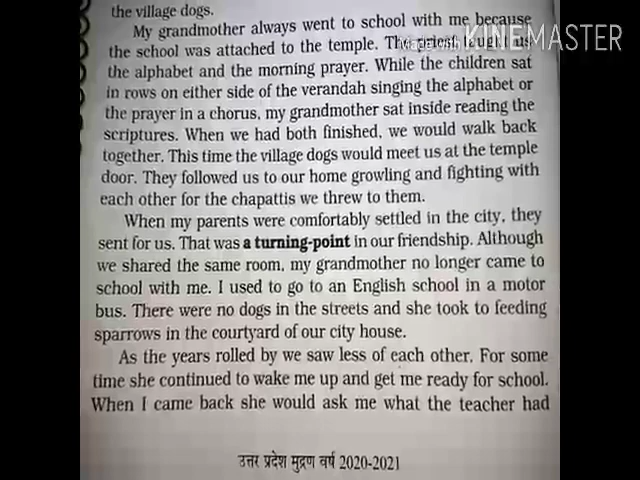 the village dogs.
My grandmother always went to school with me because
the school was attached to the temple. The priest taught us
the alphabet and the morning prayer. While the children sat
in rows on either side of the verandah singing the alphabet or
the prayer in a chorus, my grandmother sat inside reading the
scriptures. When we had both finished, we would walk back
together. This time the village dogs would meet us at the temple
door. They followed us to our home growling and fighting with
each other for the chapattis we threw to them.
When my parents were comfortably settled in the city, they
sent for us. That was a turning-point in our friendship. Although
we shared the same room, my grandmother no longer came to
school with me. I used to go to an English school in a motor
bus. There were no dogs in the streets and she took to feeding
sparrows in the courtyard of our city house.
As the years rolled by we saw less of each other. For some
time she continued to wake me up and get me ready for school.
When I came back she would ask me what the teacher had
उत्तर प्रदेश मुद्रण वर्ष 2020-2021
Made with KINEMASTER